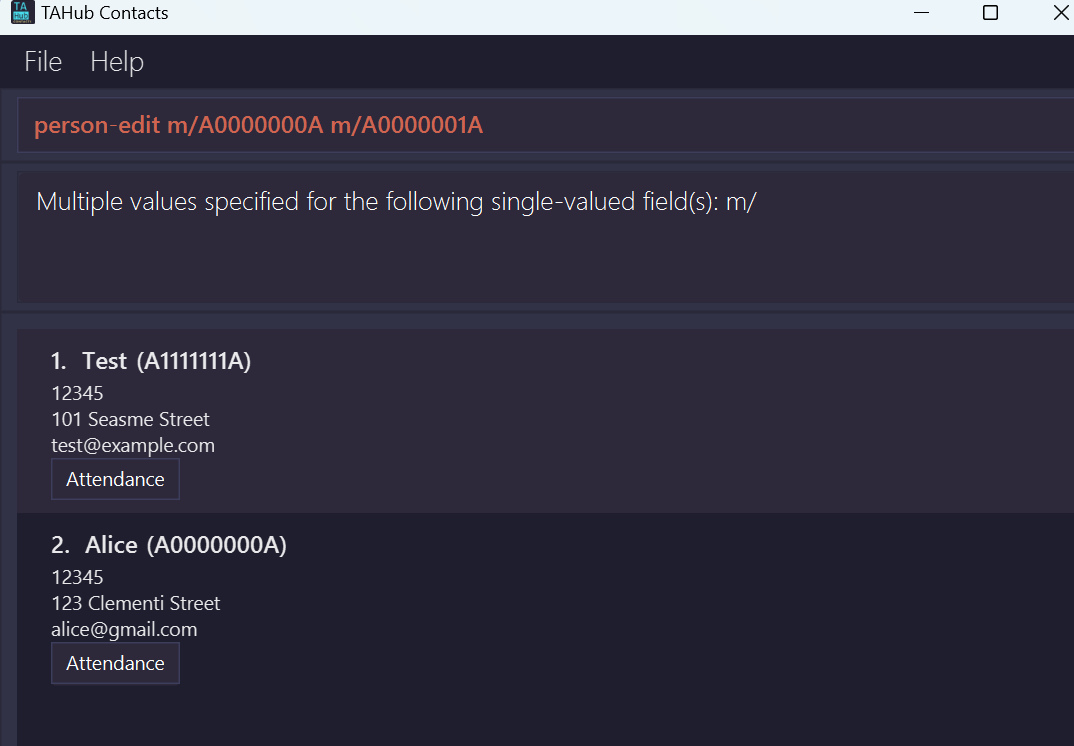 TA
Hub
TAHub Contacts
File Help
person-edit m/A0000000A m/A0000001A
Multiple values specified for the following single-valued field(s): m/
1. Test (A1111111A)
12345
101 Seasme Street
test@example.com
Attendance
2. Alice (A0000000A)
12345
123 Clementi Street
alice@gmail.com
Attendance